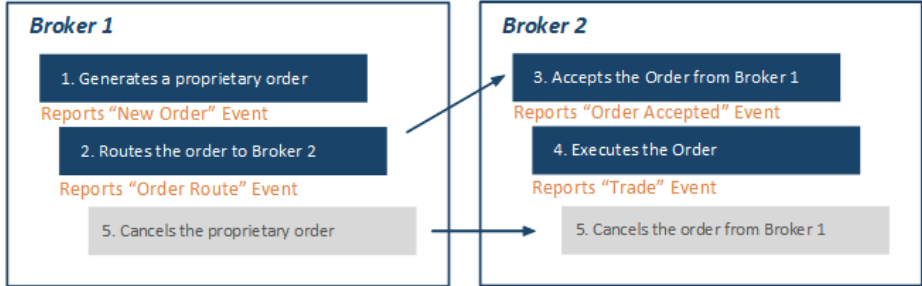 Broker 1
1. Generates a proprietary order
Reports “New Order” Event
2. Routes the order to Broker 2
Reports “Order Route” Event
5. Cancels the proprietary order
Broker 2
3. Accepts the Order from Broker 1
Reports “Order Accepted” Event
4. Executes the Order
Reports “Trade” Event
5. Cancels the order from Broker 1